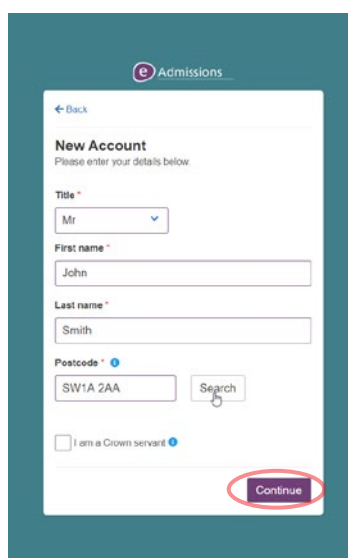 e Admissions
← Back
New Account
Please enter your details below.
Title *
Mr
First name *
John
Last name *
Smith
Postcode * i
SW1A 2AA Search
I am a Crown servant i
Continue